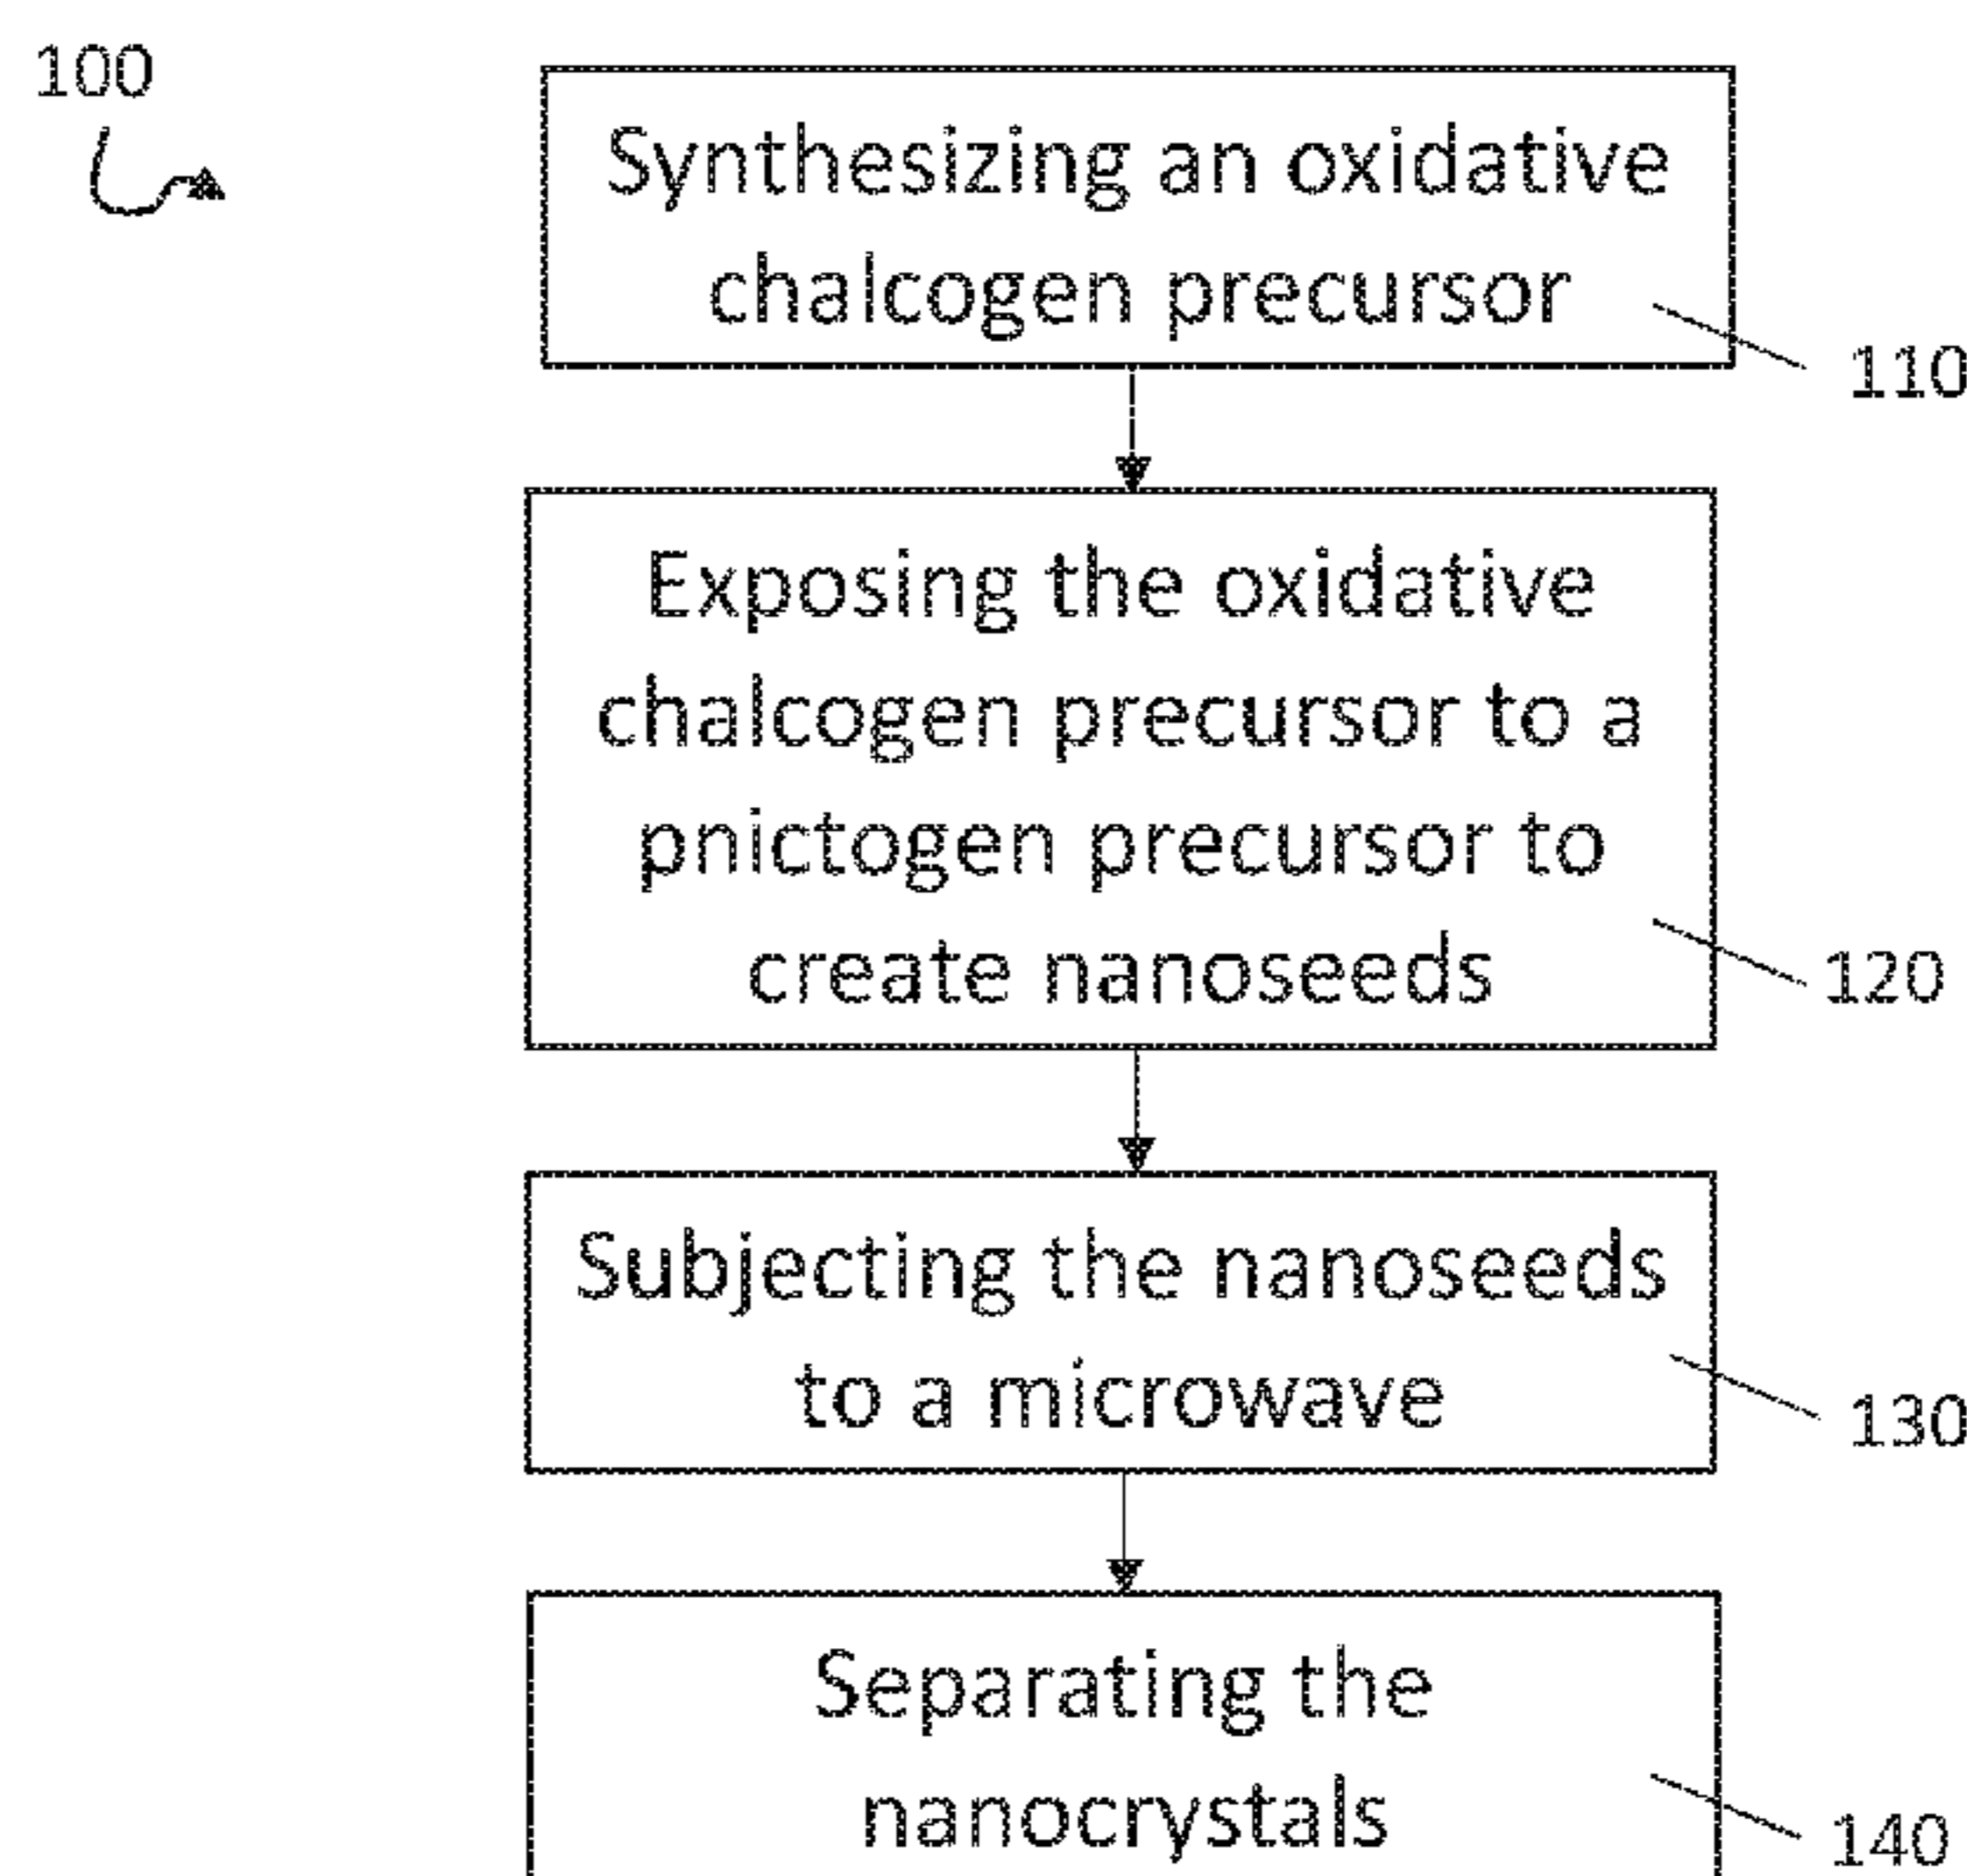 100
Synthesizing an oxidative
chalcogen precursor
110
Exposing the oxidative
chalcogen precursor to a
pnictogen precursor to
create nanoseeds
120
Subjecting the nanoseeds
to a microwave
130
Separating the
nanocrystals
140